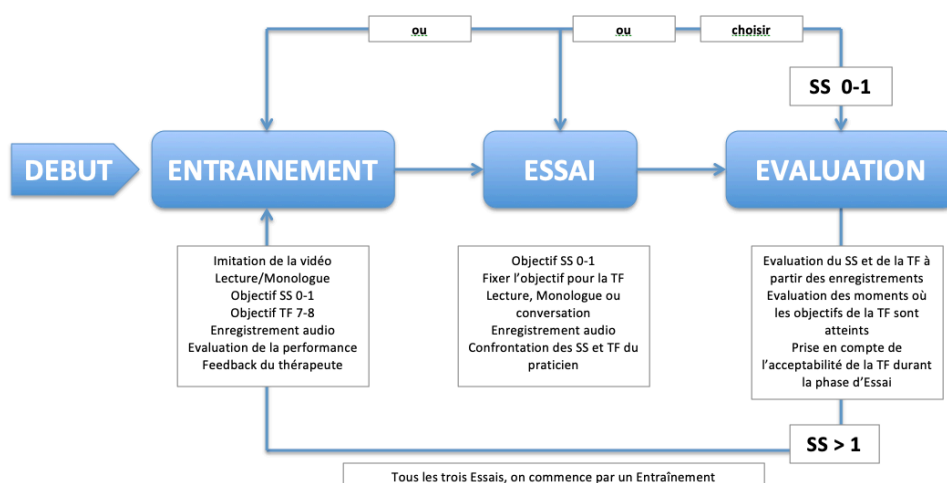 ou
ou
choisir
SS 0-1
DEBUT
ENTRAINEMENT
ESSAI
EVALUATION
Imitation de la vidéo
Lecture/Monologue
Objectif SS 0-1
Objectif TF 7-8
Enregistrement audio
Evaluation de la performance
Feedback du thérapeute
Objectif SS 0-1
Fixer l’objectif pour la TF
Lecture, Monologue ou
conversation
Enregistrement audio
Confrontation des SS et TF du
praticien
Evaluation du SS et de la TF à
partir des enregistrements
Evaluation des moments où
les objectifs de la TF sont
atteints
Prise en compte de
l’acceptabilité de la TF durant
la phase d’Essai
SS > 1
Tous les trois Essais, on commence par un Entraînement